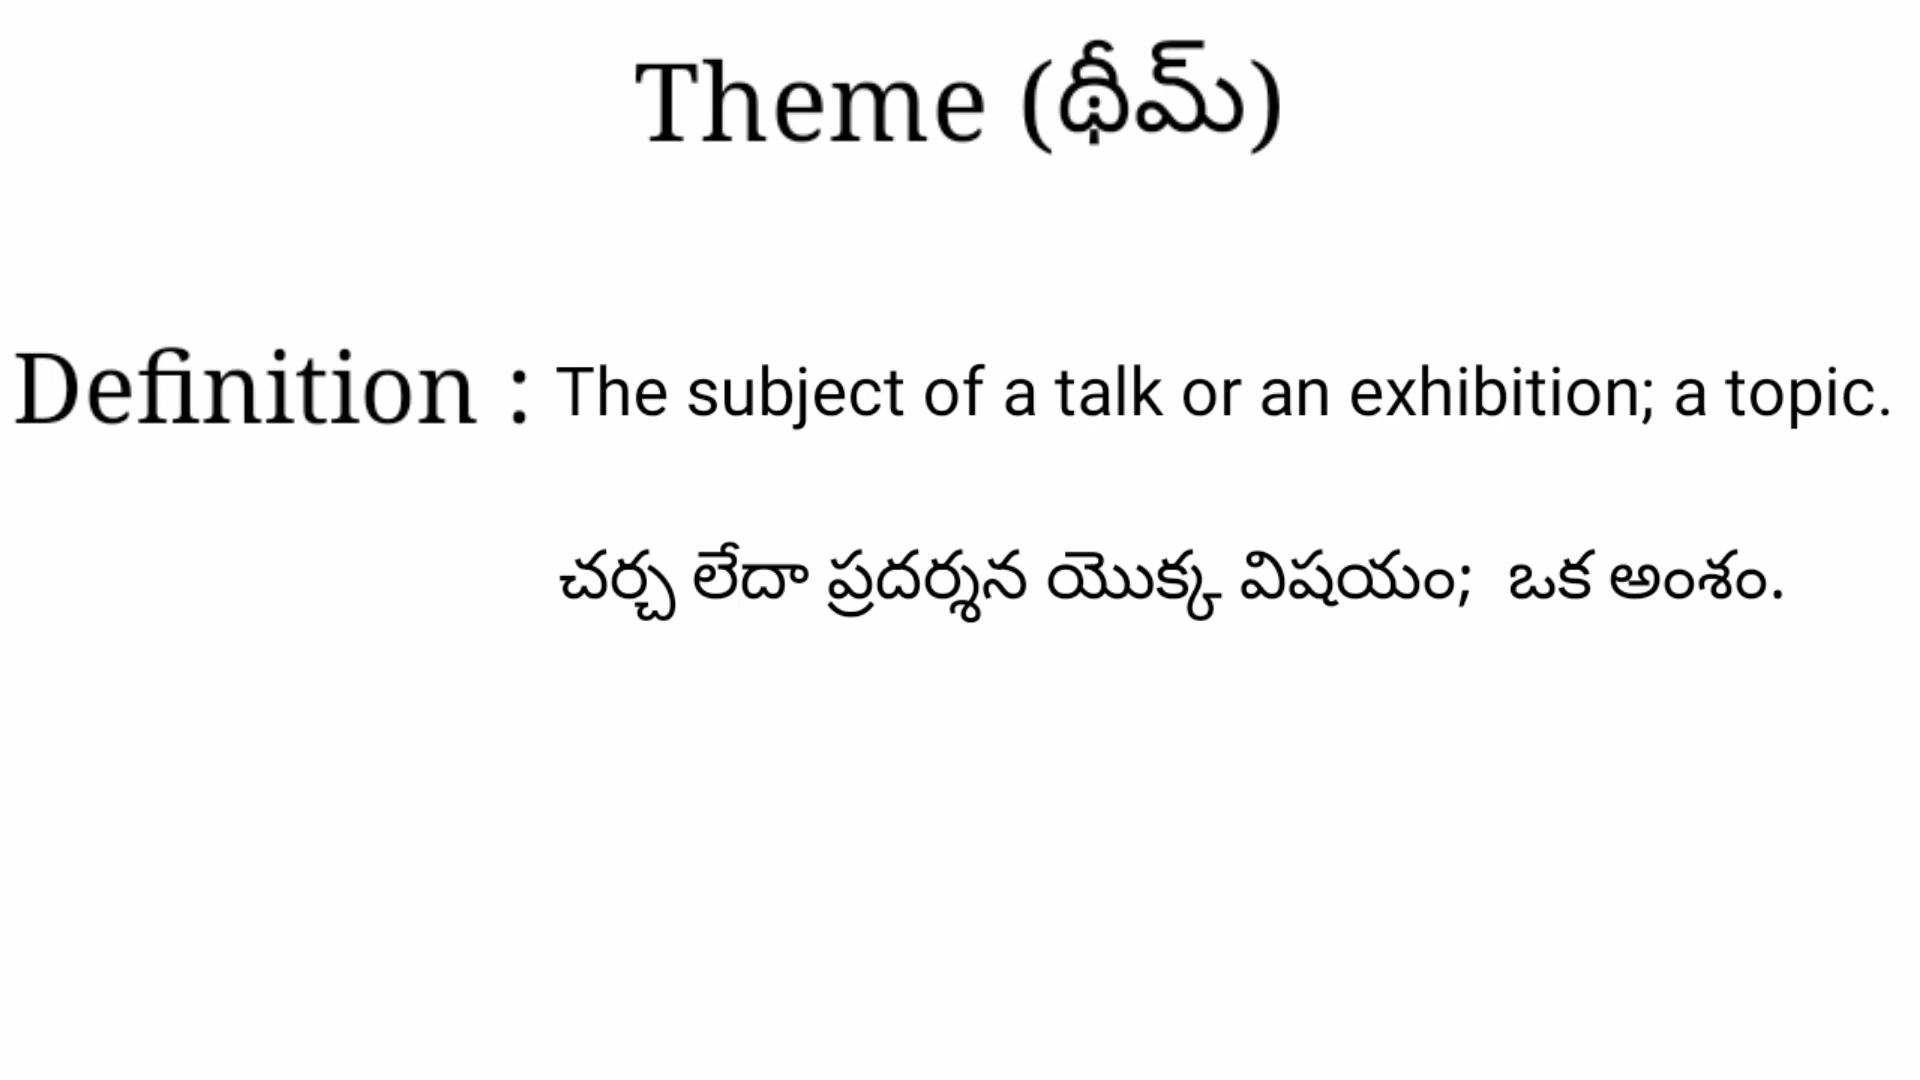 Theme (థీమ్)
Definition : The subject of a talk or an exhibition; a topic.
చర్చ లేదా ప్రదర్శన యొక్క విషయం; ఒక అంశం.